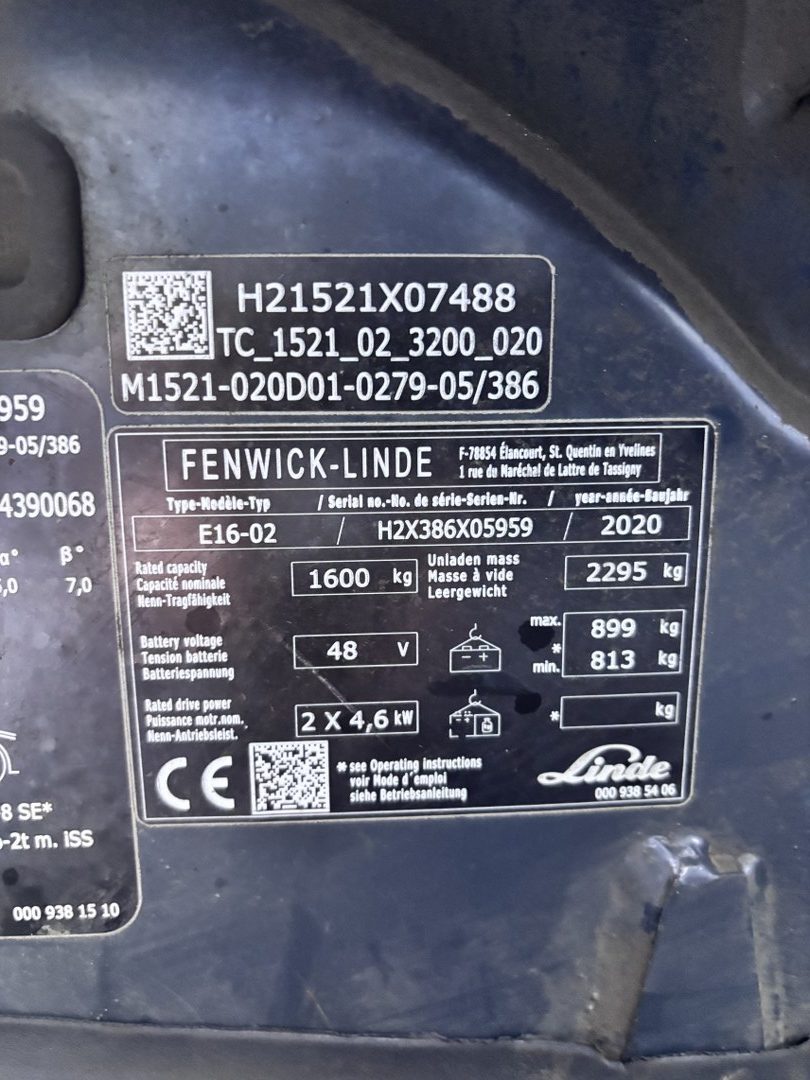 H21521X07488
TC_1521_02_3200_020
M1521-020D01-0279-05/386
959
9-05/386
4390068
α° β°
,0 7,0
8 SE*
-2t m. iSS
000 938 15 10
FENWICK-LINDE
F-78854 Élancourt, St. Quentin en Yvelines
1 rue du Maréchal de Lattre de Tassigny
Type-Modèle-Typ / Serial no.-No. de série-Serien-Nr. / year-année-Baujahr
E16-02 / H2X386X05959 / 2020
Rated capacity
Capacité nominale
Nenn-Tragfähigkeit
1600 kg
Unladen mass
Masse à vide
Leergewicht
2295 kg
Battery voltage
Tension batterie
Batteriespannung
48 V
- +
max. 899 kg
*
min. 813 kg
Rated drive power
Puissance motr.nom.
Nenn-Antriebsleist.
2 X 4,6 kW
* kg
CE
* see Operating instructions
voir Mode d'emploi
siehe Betriebsanleitung
Linde
000 938 54 06